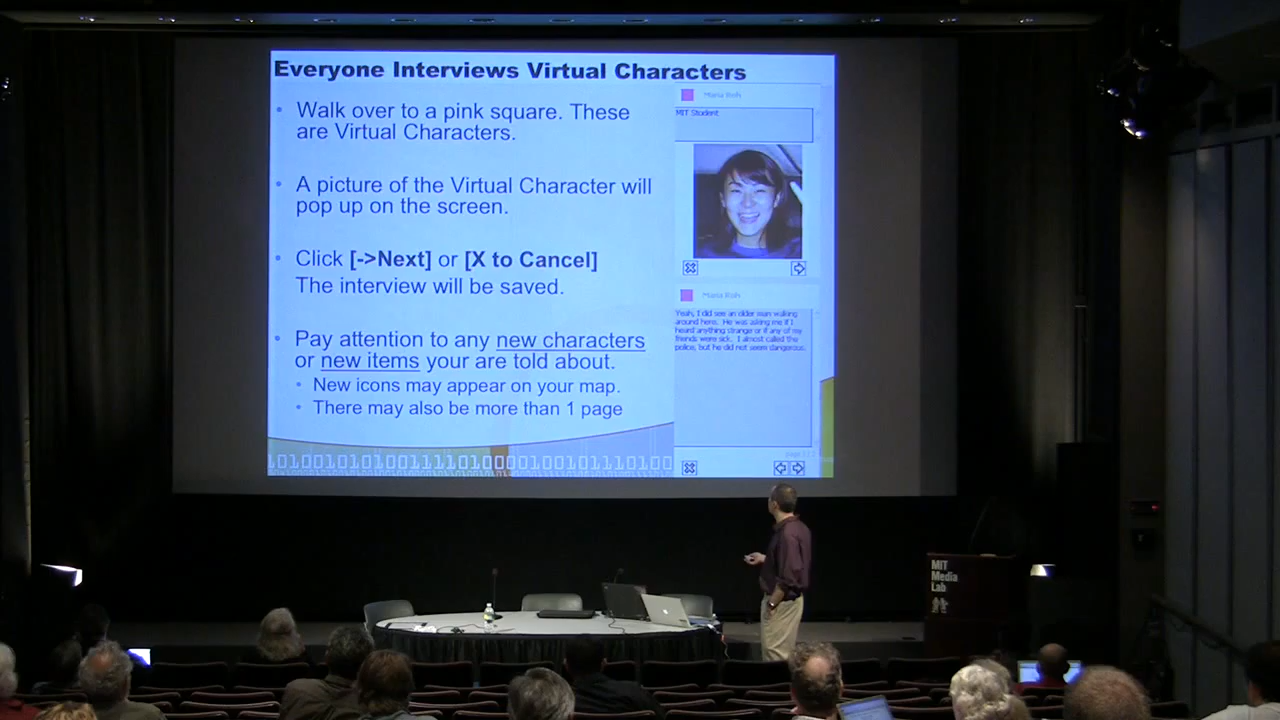 Everyone Interviews Virtual Characters
• Walk over to a pink square. These
are Virtual Characters.
• A picture of the Virtual Character will
pop up on the screen.
• Click [->Next] or [X to Cancel]
The interview will be saved.
• Pay attention to any new characters
or new items your are told about.
• New icons may appear on your map.
• There may also be more than 1 page
Maria Roh
MIT Student
Maria Roh
Yeah, I did see an older man walking
around here. He was asking me if I
heard anything strange or if any of my
friends were sick. I almost called the
police, but he did not seem dangerous.
MIT
Media
Lab